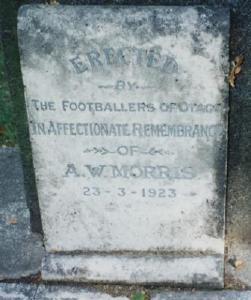 ERECTED
BY
THE FOOTBALLERS OF OTAGO
IN AFFECTIONATE REMEMBRANCE
OF
A.W. MORRIS
23-3-1923